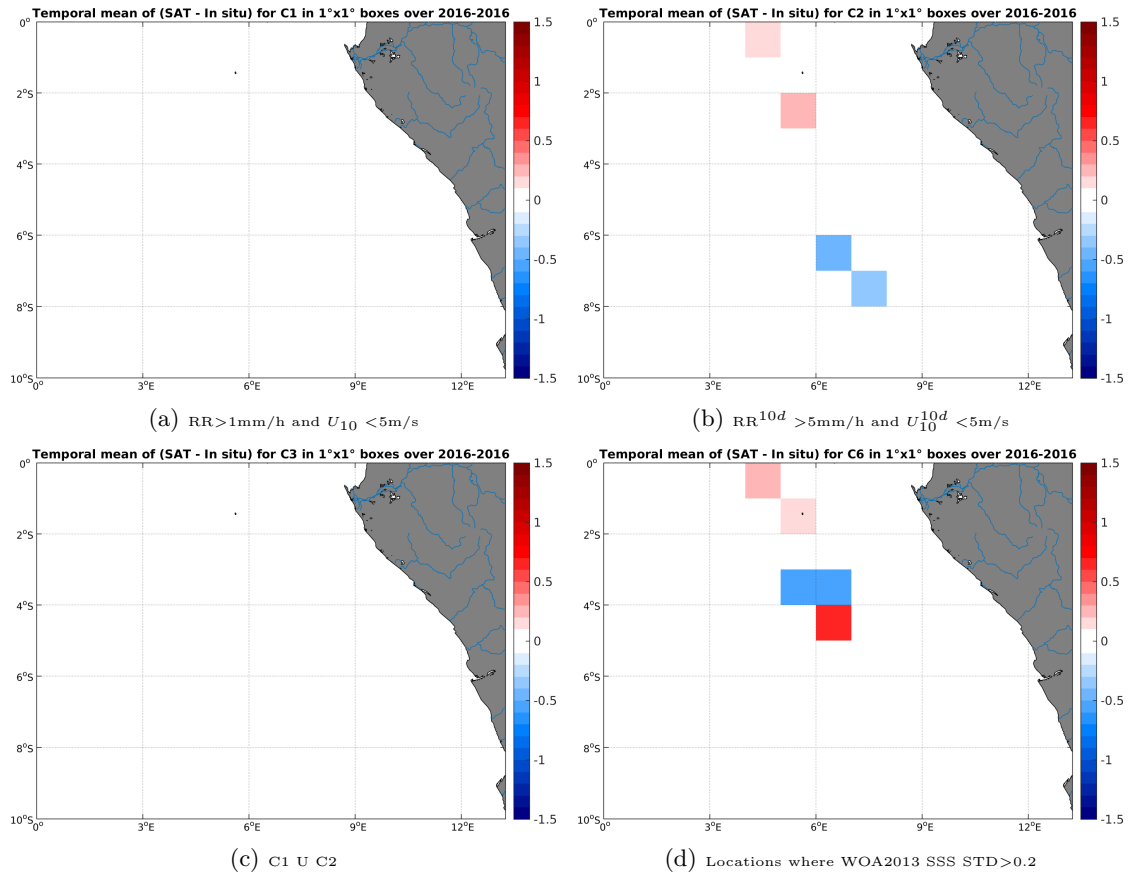 Temporal mean of (SAT - In situ) for C1 in 1°x1° boxes over 2016-2016
0°
2°S
4°S
6°S
8°S
10°S
0°
3°E
6°E
9°E
12°E
1.5
1
0.5
0
-0.5
-1
-1.5
(a) RR>1mm/h and U10 <5m/s
Temporal mean of (SAT - In situ) for C2 in 1°x1° boxes over 2016-2016
0°
2°S
4°S
6°S
8°S
10°S
0°
3°E
6°E
9°E
12°E
1.5
1
0.5
0
-0.5
-1
-1.5
(b) RR^10d >5mm/h and U10^10d <5m/s
Temporal mean of (SAT - In situ) for C3 in 1°x1° boxes over 2016-2016
0°
2°S
4°S
6°S
8°S
10°S
0°
3°E
6°E
9°E
12°E
1.5
1
0.5
0
-0.5
-1
-1.5
(c) C1 U C2
Temporal mean of (SAT - In situ) for C6 in 1°x1° boxes over 2016-2016
0°
2°S
4°S
6°S
8°S
10°S
0°
3°E
6°E
9°E
12°E
1.5
1
0.5
0
-0.5
-1
-1.5
(d) Locations where WOA2013 SSS STD>0.2